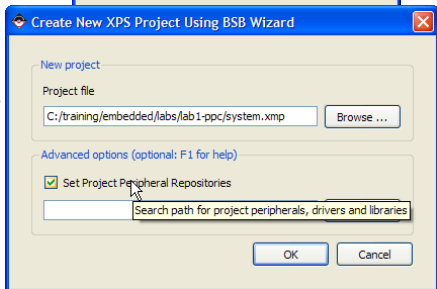 Create New XPS Project Using BSB Wizard
New project
Project file
C:/training/embedded/labs/lab1-ppc/system.xmp
Browse ...
Advanced options (optional: F1 for help)
Set Project Peripheral Repositories
Search path for project peripherals, drivers and libraries
OK
Cancel